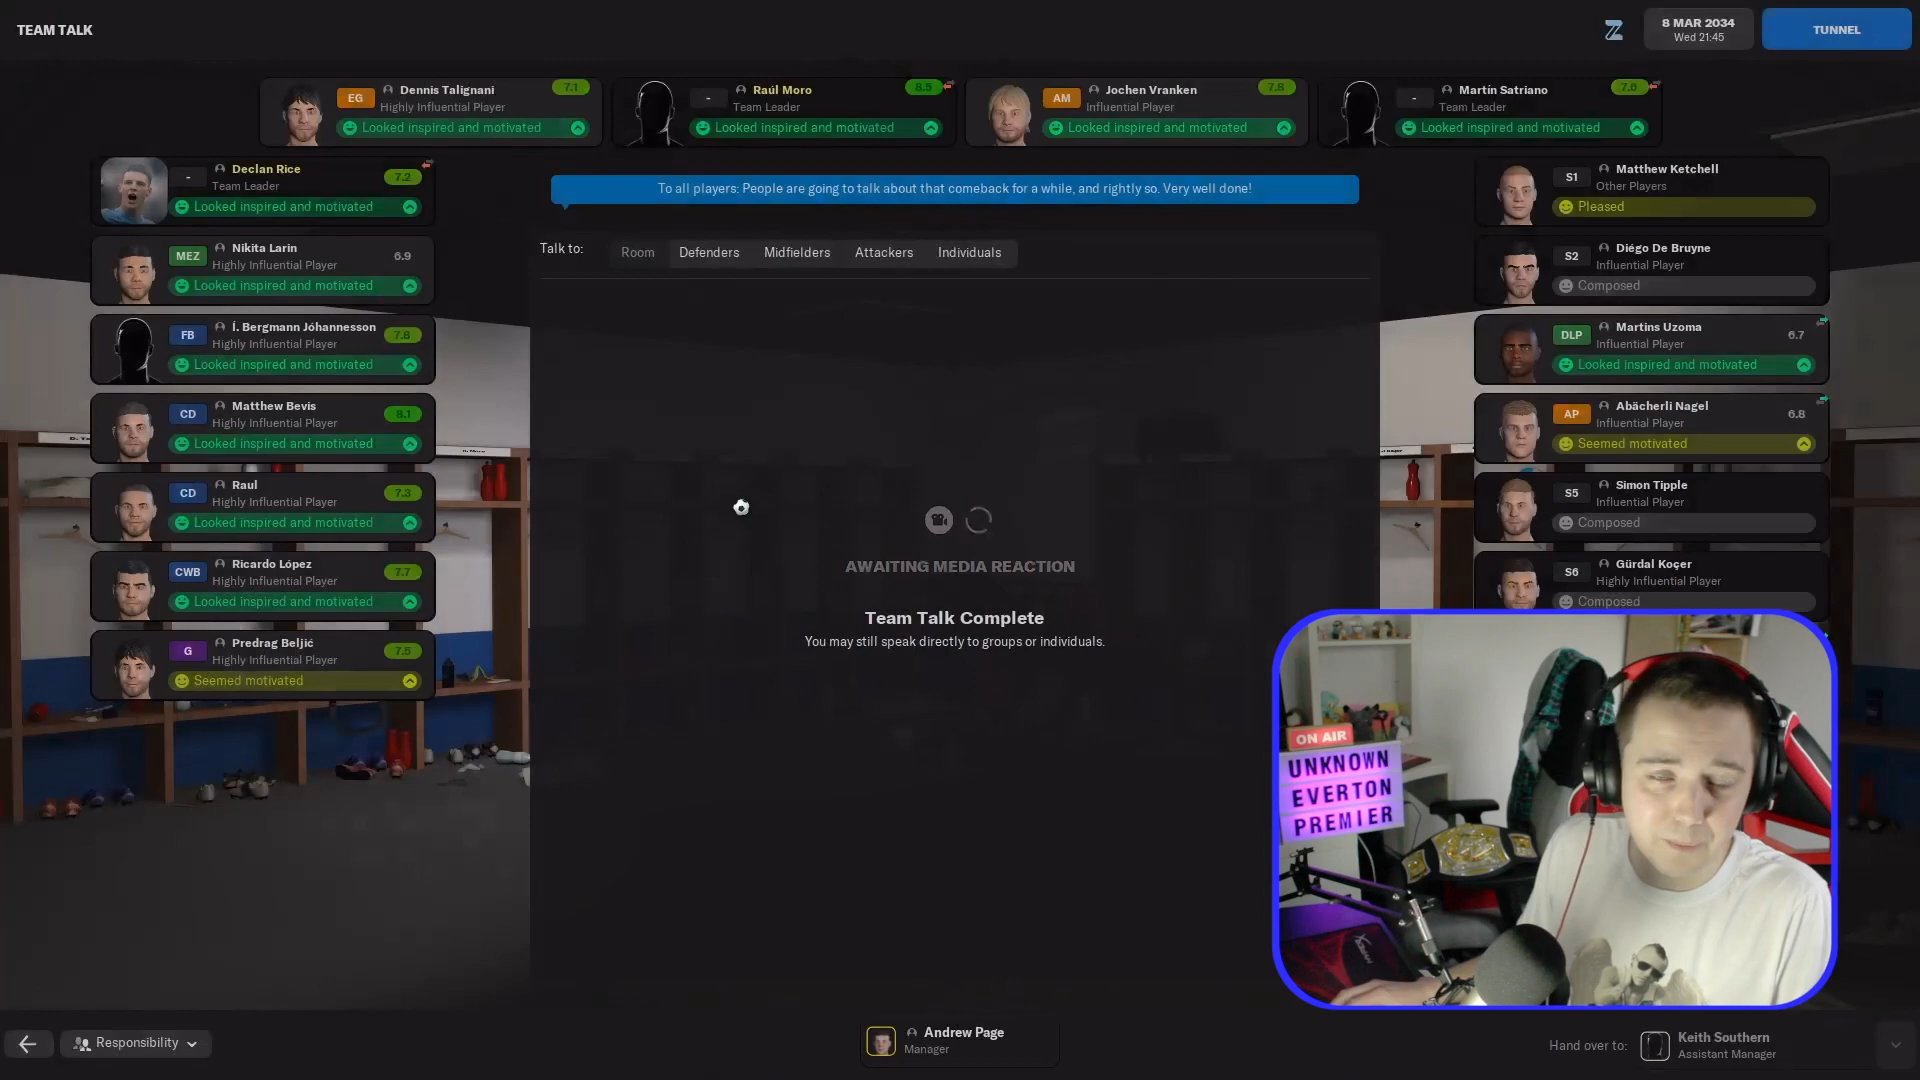 TEAM TALK
8 MAR 2034
Wed 21:45
TUNNEL
EG
Dennis Talignani
Highly Influential Player
7.1
Looked inspired and motivated
-
Raúl Moro
Team Leader
8.5
Looked inspired and motivated
AM
Jochen Vranken
Influential Player
7.8
Looked inspired and motivated
-
Martín Satriano
Team Leader
Looked inspired and motivated
-
Declan Rice
Team Leader
7.2
Looked inspired and motivated
MEZ
Nikita Larin
Highly Influential Player
6.9
Looked inspired and motivated
FB
Í. Bergmann Jóhannesson
Highly Influential Player
7.8
Looked inspired and motivated
CD
Matthew Bevis
Highly Influential Player
8.1
Looked inspired and motivated
CD
Raul
Highly Influential Player
7.3
Looked inspired and motivated
CWB
Ricardo López
Highly Influential Player
7.7
Looked inspired and motivated
G
Predrag Beljić
Highly Influential Player
7.5
Seemed motivated
To all players: People are going to talk about that comeback for a while, and rightly so. Very well done!
Talk to:
Room
Defenders
Midfielders
Attackers
Individuals
AWAITING MEDIA REACTION
Team Talk Complete
You may still speak directly to groups or individuals.
S1
Matthew Ketchell
Other Players
Pleased
S2
Diégo De Bruyne
Influential Player
Composed
DLP
Martins Uzoma
Influential Player
6.7
Looked inspired and motivated
AP
Abächerli Nagel
Influential Player
6.8
Seemed motivated
S5
Simon Tipple
Influential Player
Composed
S6
Gürdal Koçer
Highly Influential Player
Composed
ON AIR
UNKNOWN
EVERTON
PREMIER
Responsibility
Andrew Page
Manager
Hand over to:
Keith Southern
Assistant Manager